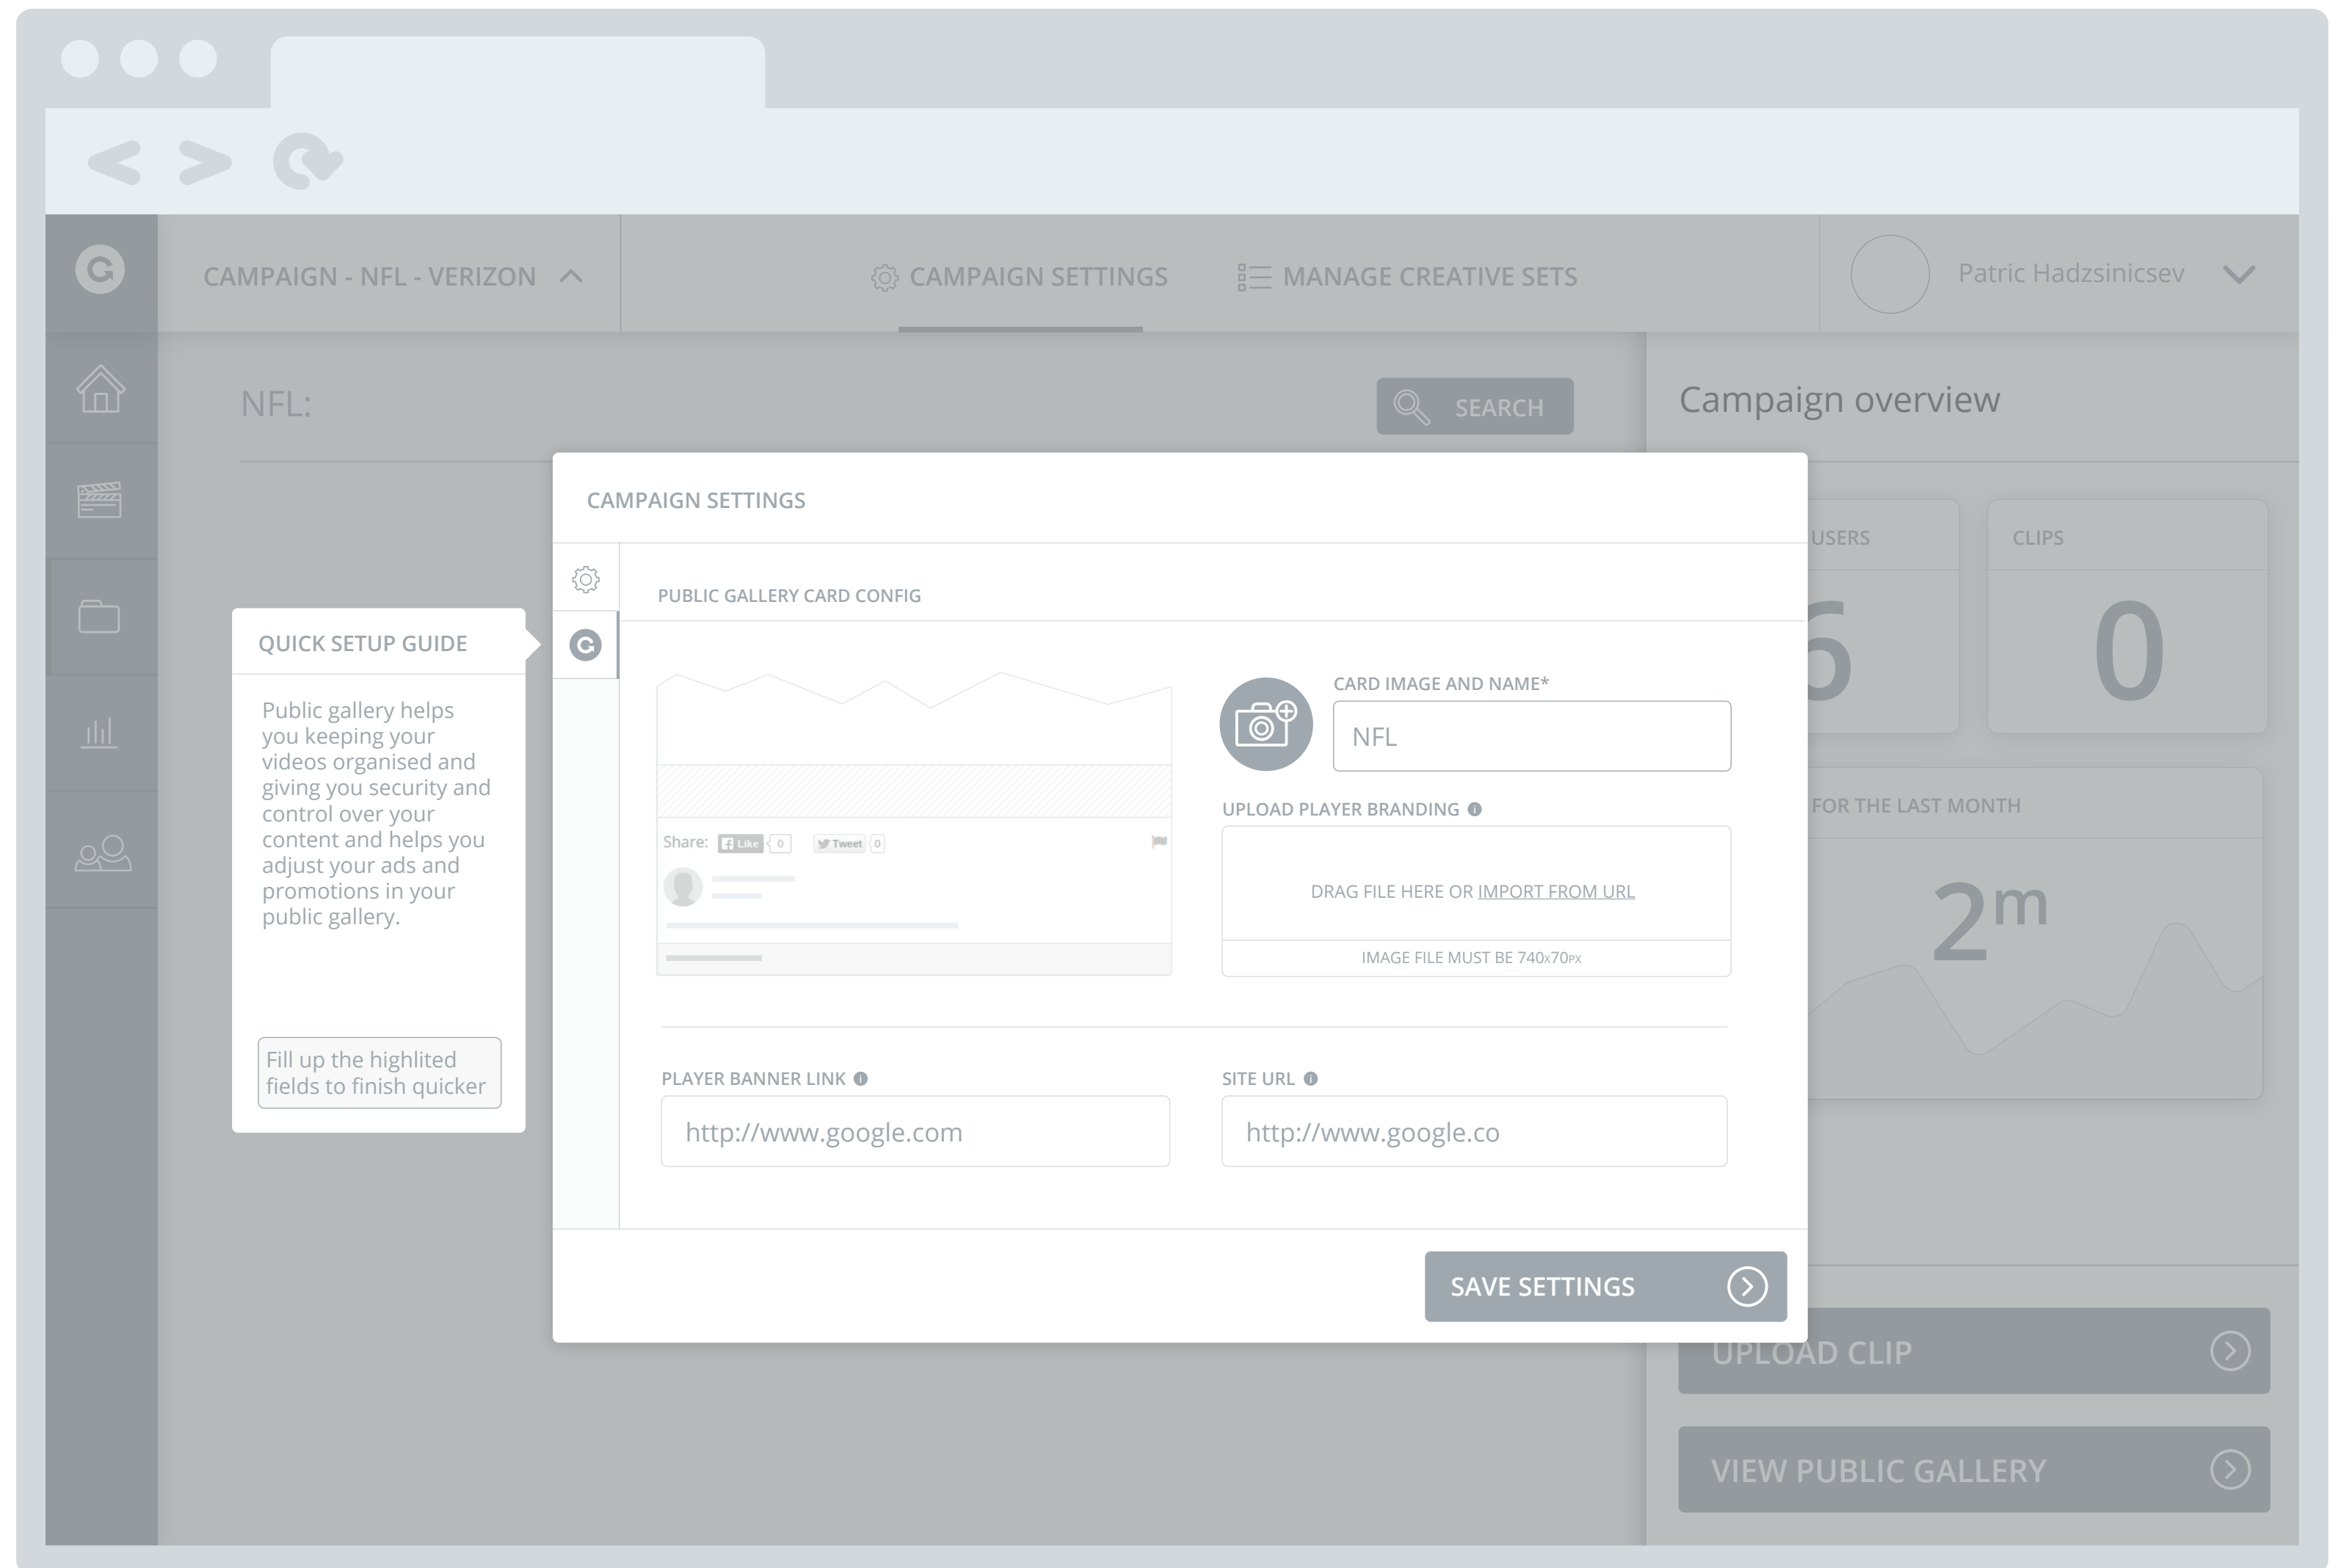 CAMPAIGN - NFL - VERIZON
CAMPAIGN SETTINGS
MANAGE CREATIVE SETS
Patric Hadzsinicsev
NFL:
SEARCH
Campaign overview
USERS
CLIPS
6
0
FOR THE LAST MONTH
2m
UPLOAD CLIP
VIEW PUBLIC GALLERY
QUICK SETUP GUIDE
Public gallery helps
you keeping your
videos organised and
giving you security and
control over your
content and helps you
adjust your ads and
promotions in your
public gallery.
Fill up the highlited
fields to finish quicker
CAMPAIGN SETTINGS
PUBLIC GALLERY CARD CONFIG
Share: Like 0 Tweet 0
CARD IMAGE AND NAME*
NFL
UPLOAD PLAYER BRANDING
DRAG FILE HERE OR IMPORT FROM URL
IMAGE FILE MUST BE 740x70PX
PLAYER BANNER LINK
http://www.google.com
SITE URL
http://www.google.co
SAVE SETTINGS